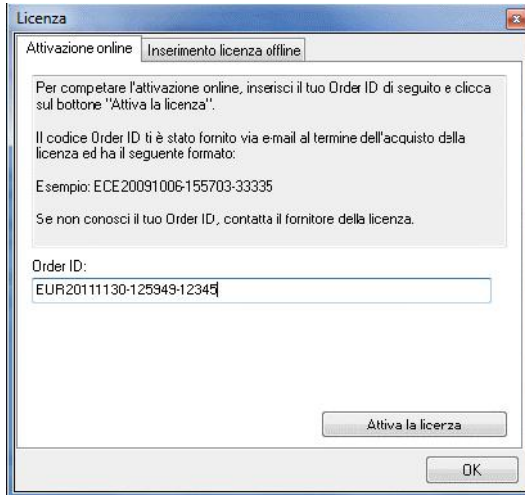 Licenza
Attivazione online
Inserimento licenza offline
Per competare l'attivazione online, inserisci il tuo Order ID di seguito e clicca
sul bottone "Attiva la licenza".
Il codice Order ID ti è stato fornito via e-mail al termine dell'acquisto della
licenza ed ha il seguente formato:
Esempio: ECE20091006-155703-33335
Se non conosci il tuo Order ID, contatta il fornitore della licenza.
Order ID:
EUR20111130-125949-12345
Attiva la licenza
OK